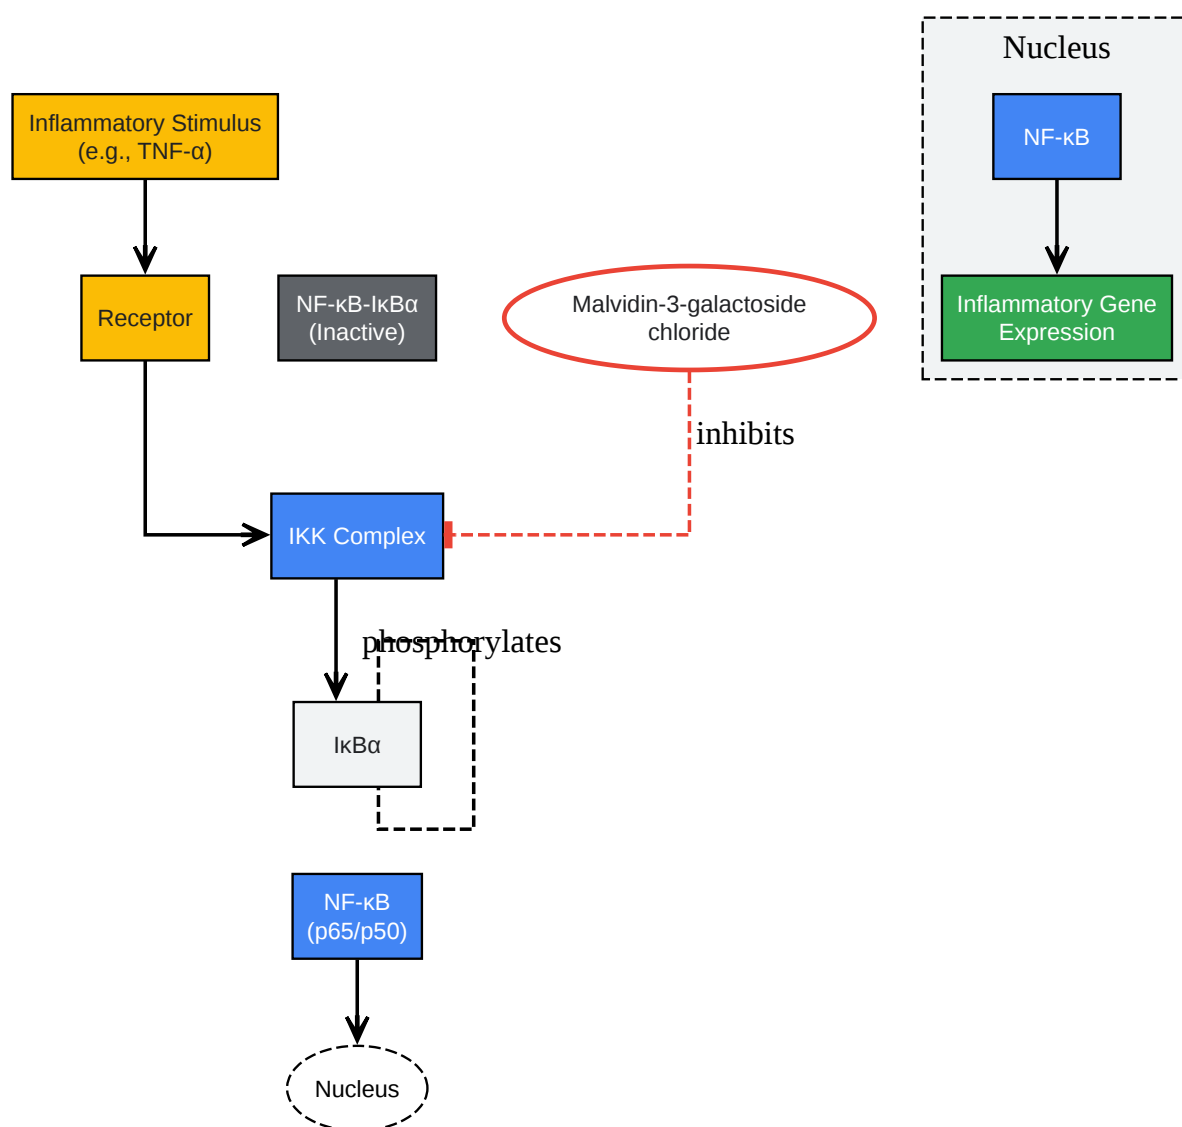 Nucleus
Inflammatory Stimulus
(e.g., TNF-α)
NF-κB
Receptor
NF-κB-IκBα
(Inactive)
Malvidin-3-galactoside
chloride
Inflammatory Gene
Expression
inhibits
IKK Complex
phosphorylates
IκBα
NF-κB
(p65/p50)
Nucleus